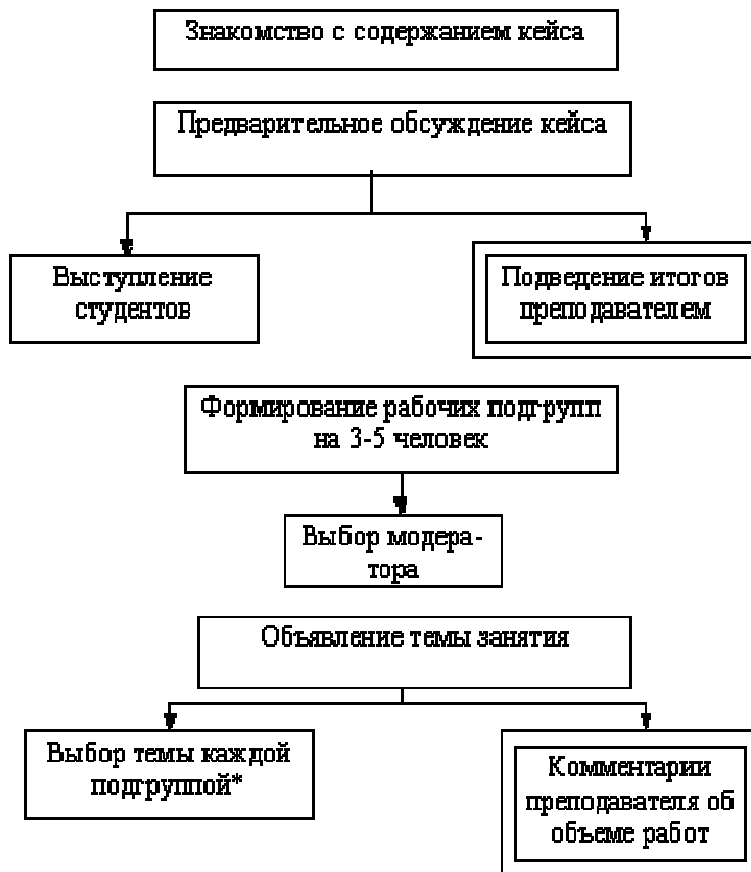 Знакомство с содержанием кейса
Предварительное обсуждение кейса
Выступление
студентов
Подведение итогов
преподавателем
Формирование рабочих подгрупп
на 3-5 человек
Выбор модера-
тора
Объявление темы занятия
Выбор темы каждой
подгруппой*
Комментарии
преподавателя об
объеме работ